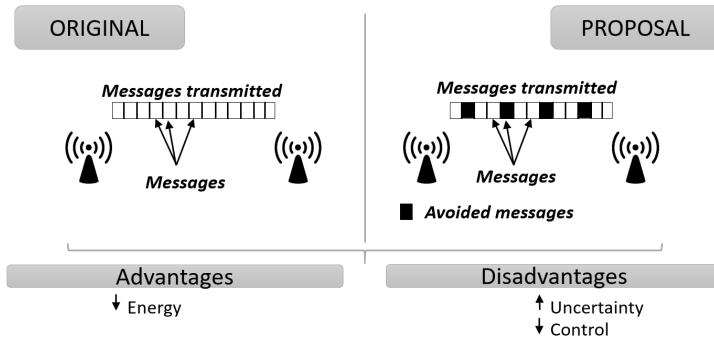 ORIGINAL
PROPOSAL
Messages transmitted
Messages
Messages transmitted
Messages
Avoided messages
Advantages
Disadvantages
Energy
Uncertainty
Control